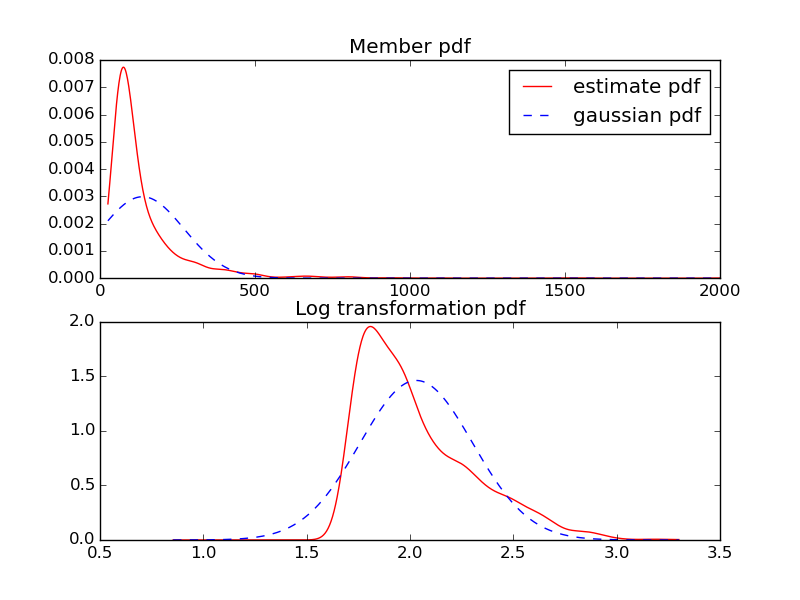 Member pdf
0.008
0.007
0.006
0.005
0.004
0.003
0.002
0.001
0.000
estimate pdf
gaussian pdf
0 500 1000 1500 2000
Log transformation pdf
2.0
1.5
1.0
0.5
0.0
0.5 1.0 1.5 2.0 2.5 3.0 3.5